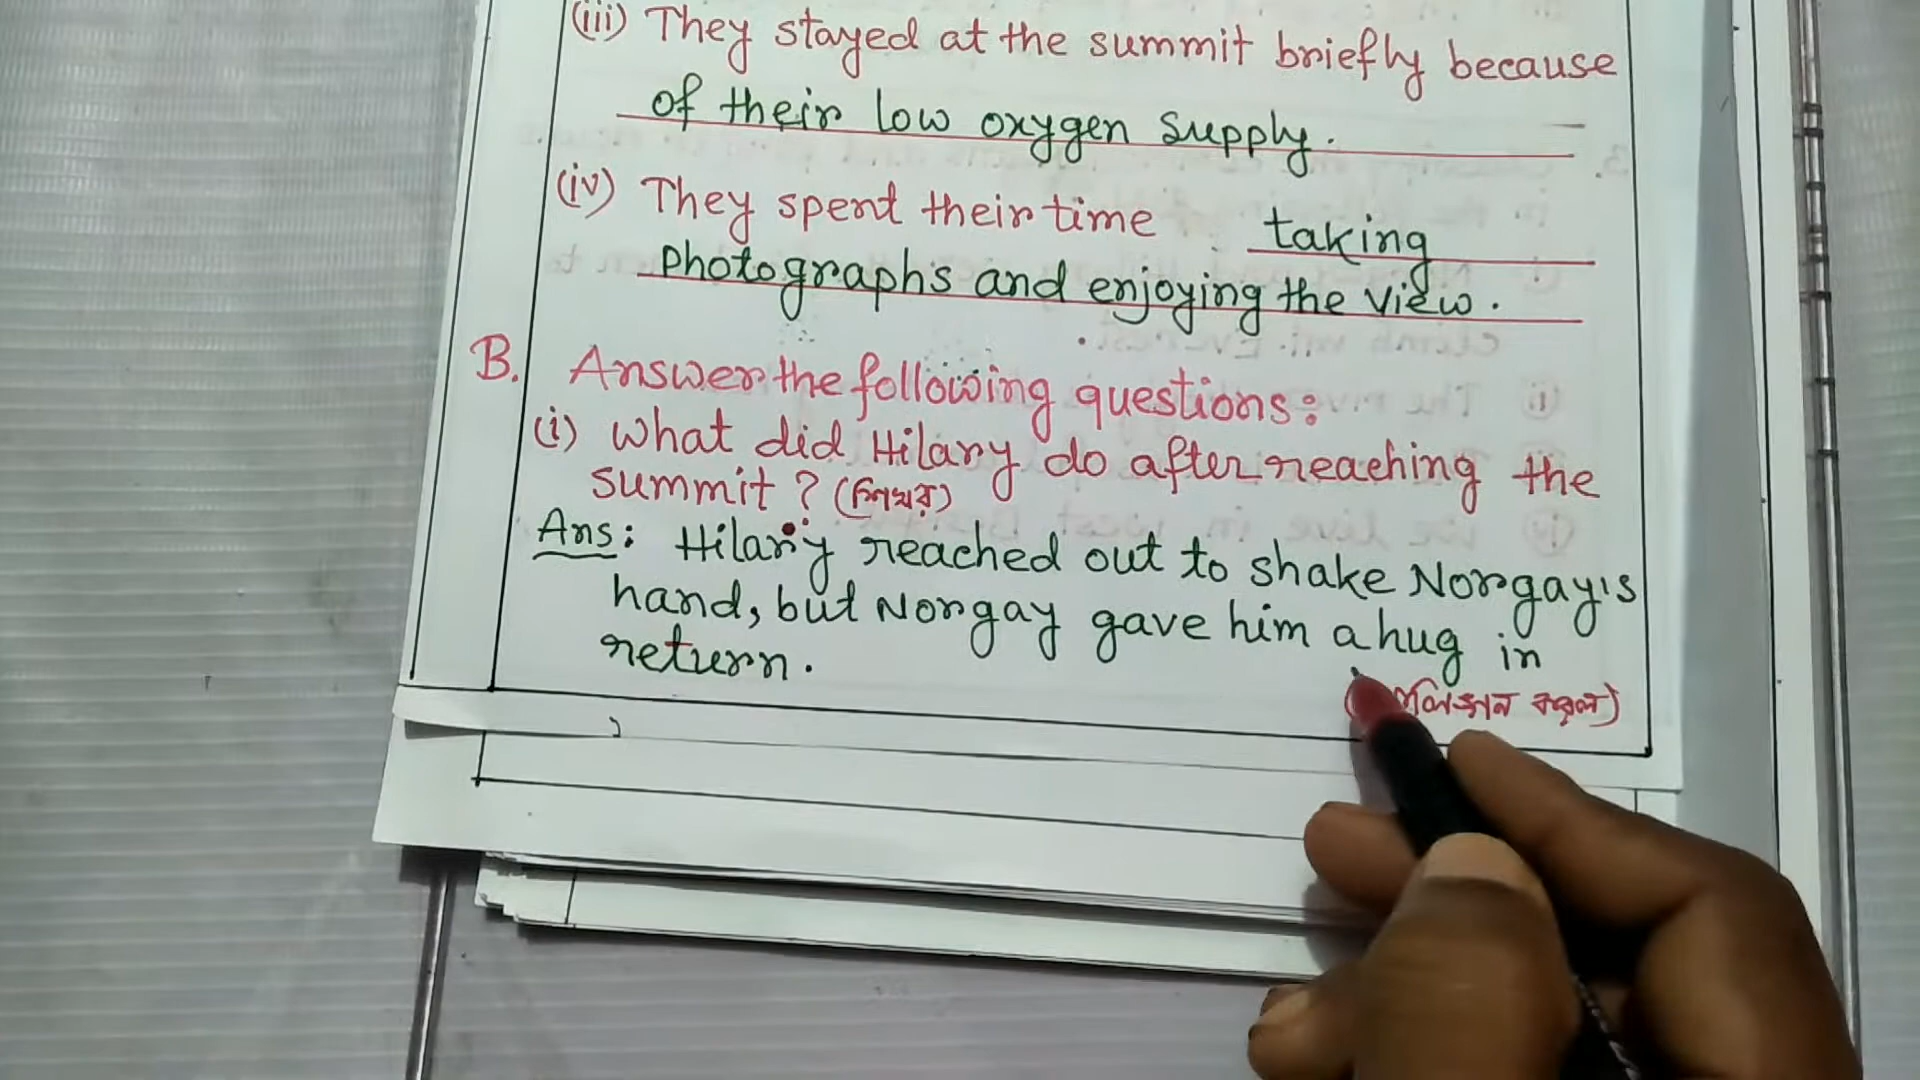 (iii) They stayed at the summit briefly because
of their low oxygen supply.
(iv) They spent their time taking
photographs and enjoying the view.
B. Answer the following questions:
(i) What did Hilary do after reaching the
summit? (শিখর)
Ans: Hilary reached out to shake Norgay's
hand, but Norgay gave him a hug in
return.
করল)